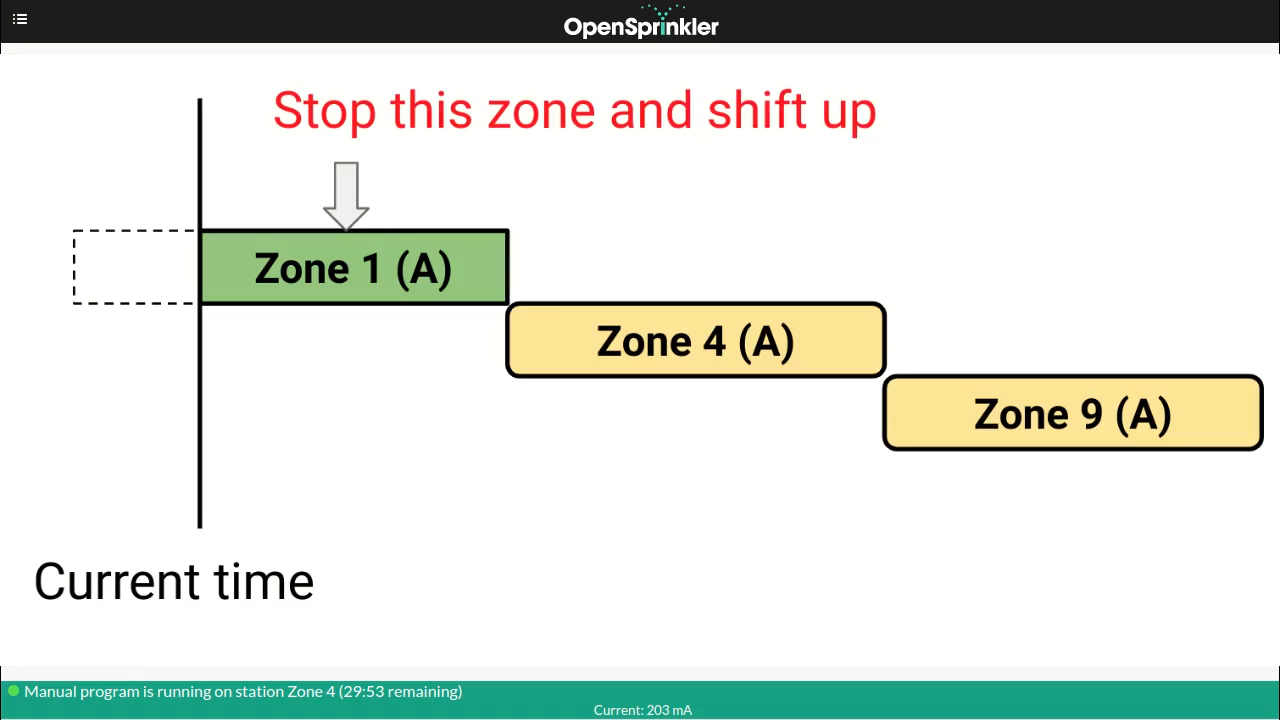 OpenSprinkler
Stop this zone and shift up
Zone 1 (A)
Zone 4 (A)
Zone 9 (A)
Current time
Manual program is running on station Zone 4 (29:53 remaining)
Current: 203 mA